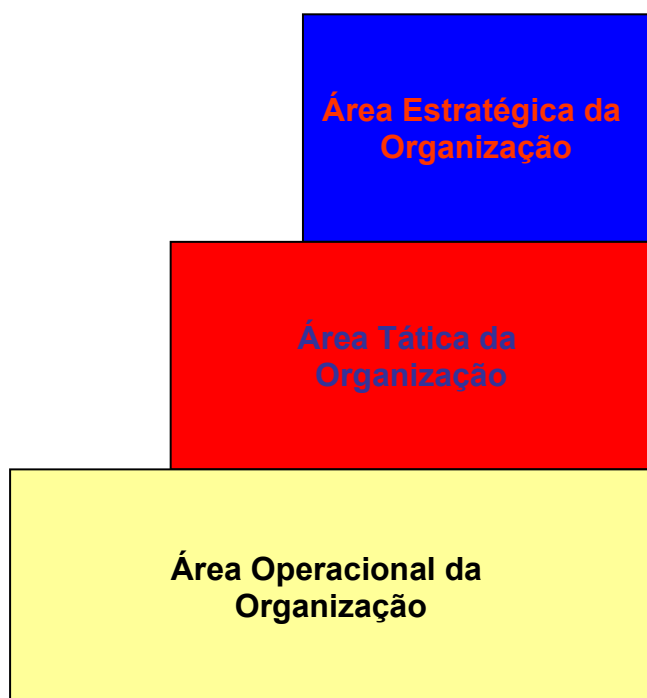 Área Estratégica da
Organização
Área Tática da
Organização
Área Operacional da
Organização